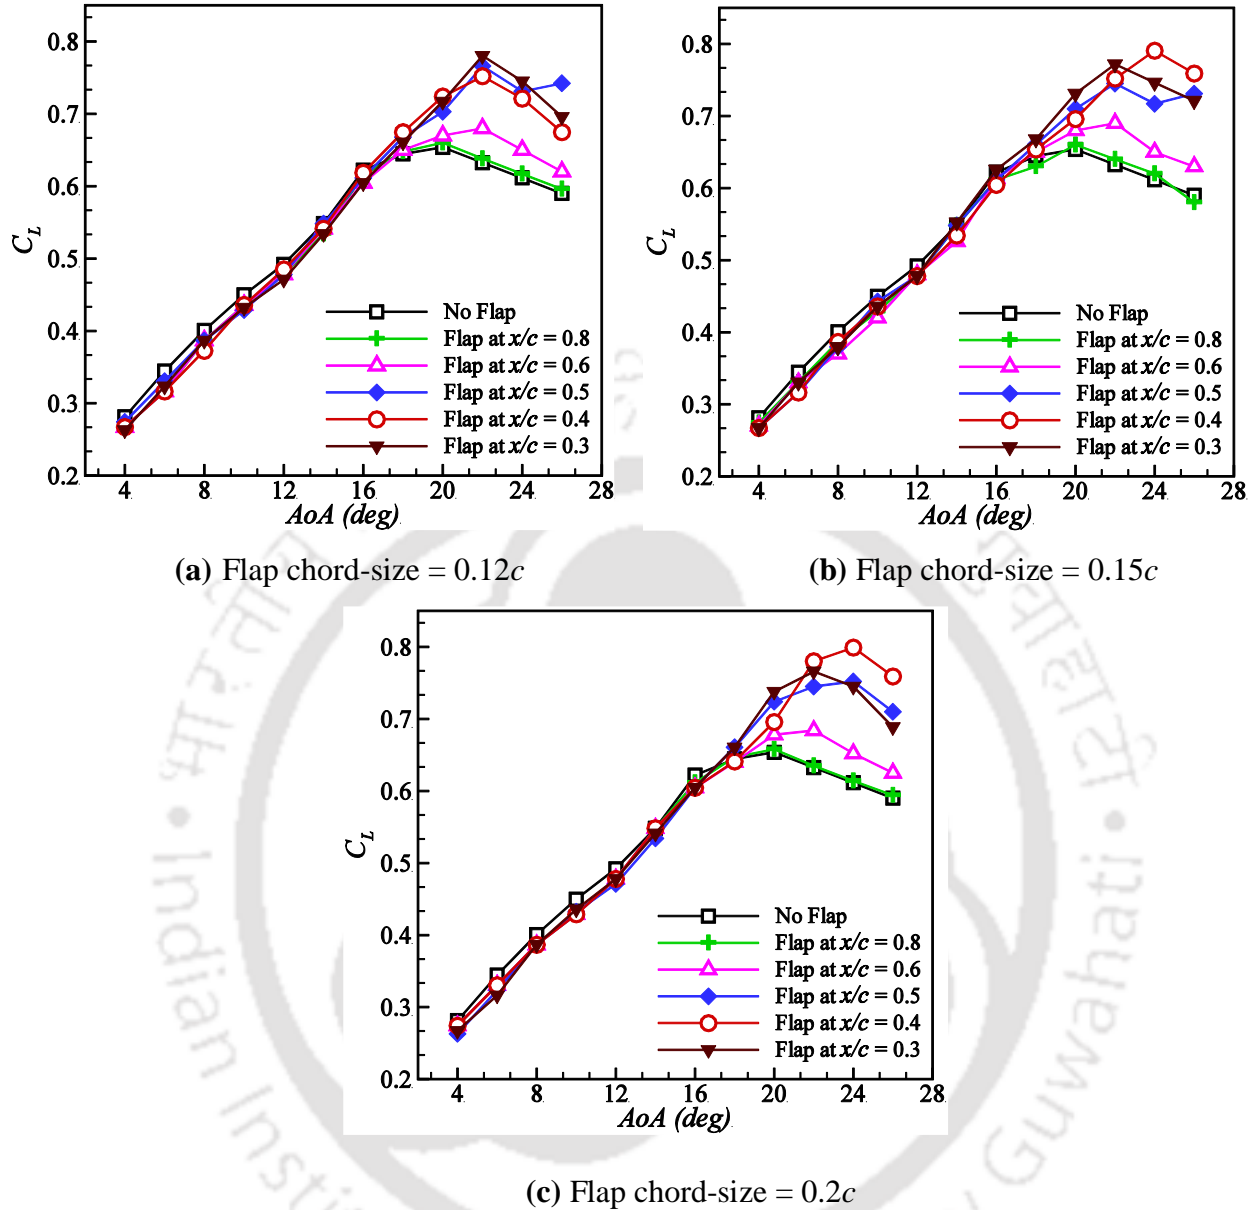 0.8
0.7
0.6
0.5
0.4
0.3
0.2
C_L
4 8 12 16 20 24 28
AoA (deg)
No Flap
Flap at x/c = 0.8
Flap at x/c = 0.6
Flap at x/c = 0.5
Flap at x/c = 0.4
Flap at x/c = 0.3
(a) Flap chord-size = 0.12c
0.8
0.7
0.6
0.5
0.4
0.3
0.2
C_L
4 8 12 16 20 24 28
AoA (deg)
No Flap
Flap at x/c = 0.8
Flap at x/c = 0.6
Flap at x/c = 0.5
Flap at x/c = 0.4
Flap at x/c = 0.3
(b) Flap chord-size = 0.15c
0.8
0.7
0.6
0.5
0.4
0.3
0.2
C_L
4 8 12 16 20 24 28
AoA (deg)
No Flap
Flap at x/c = 0.8
Flap at x/c = 0.6
Flap at x/c = 0.5
Flap at x/c = 0.4
Flap at x/c = 0.3
(c) Flap chord-size = 0.2c
Indian
Guwahati